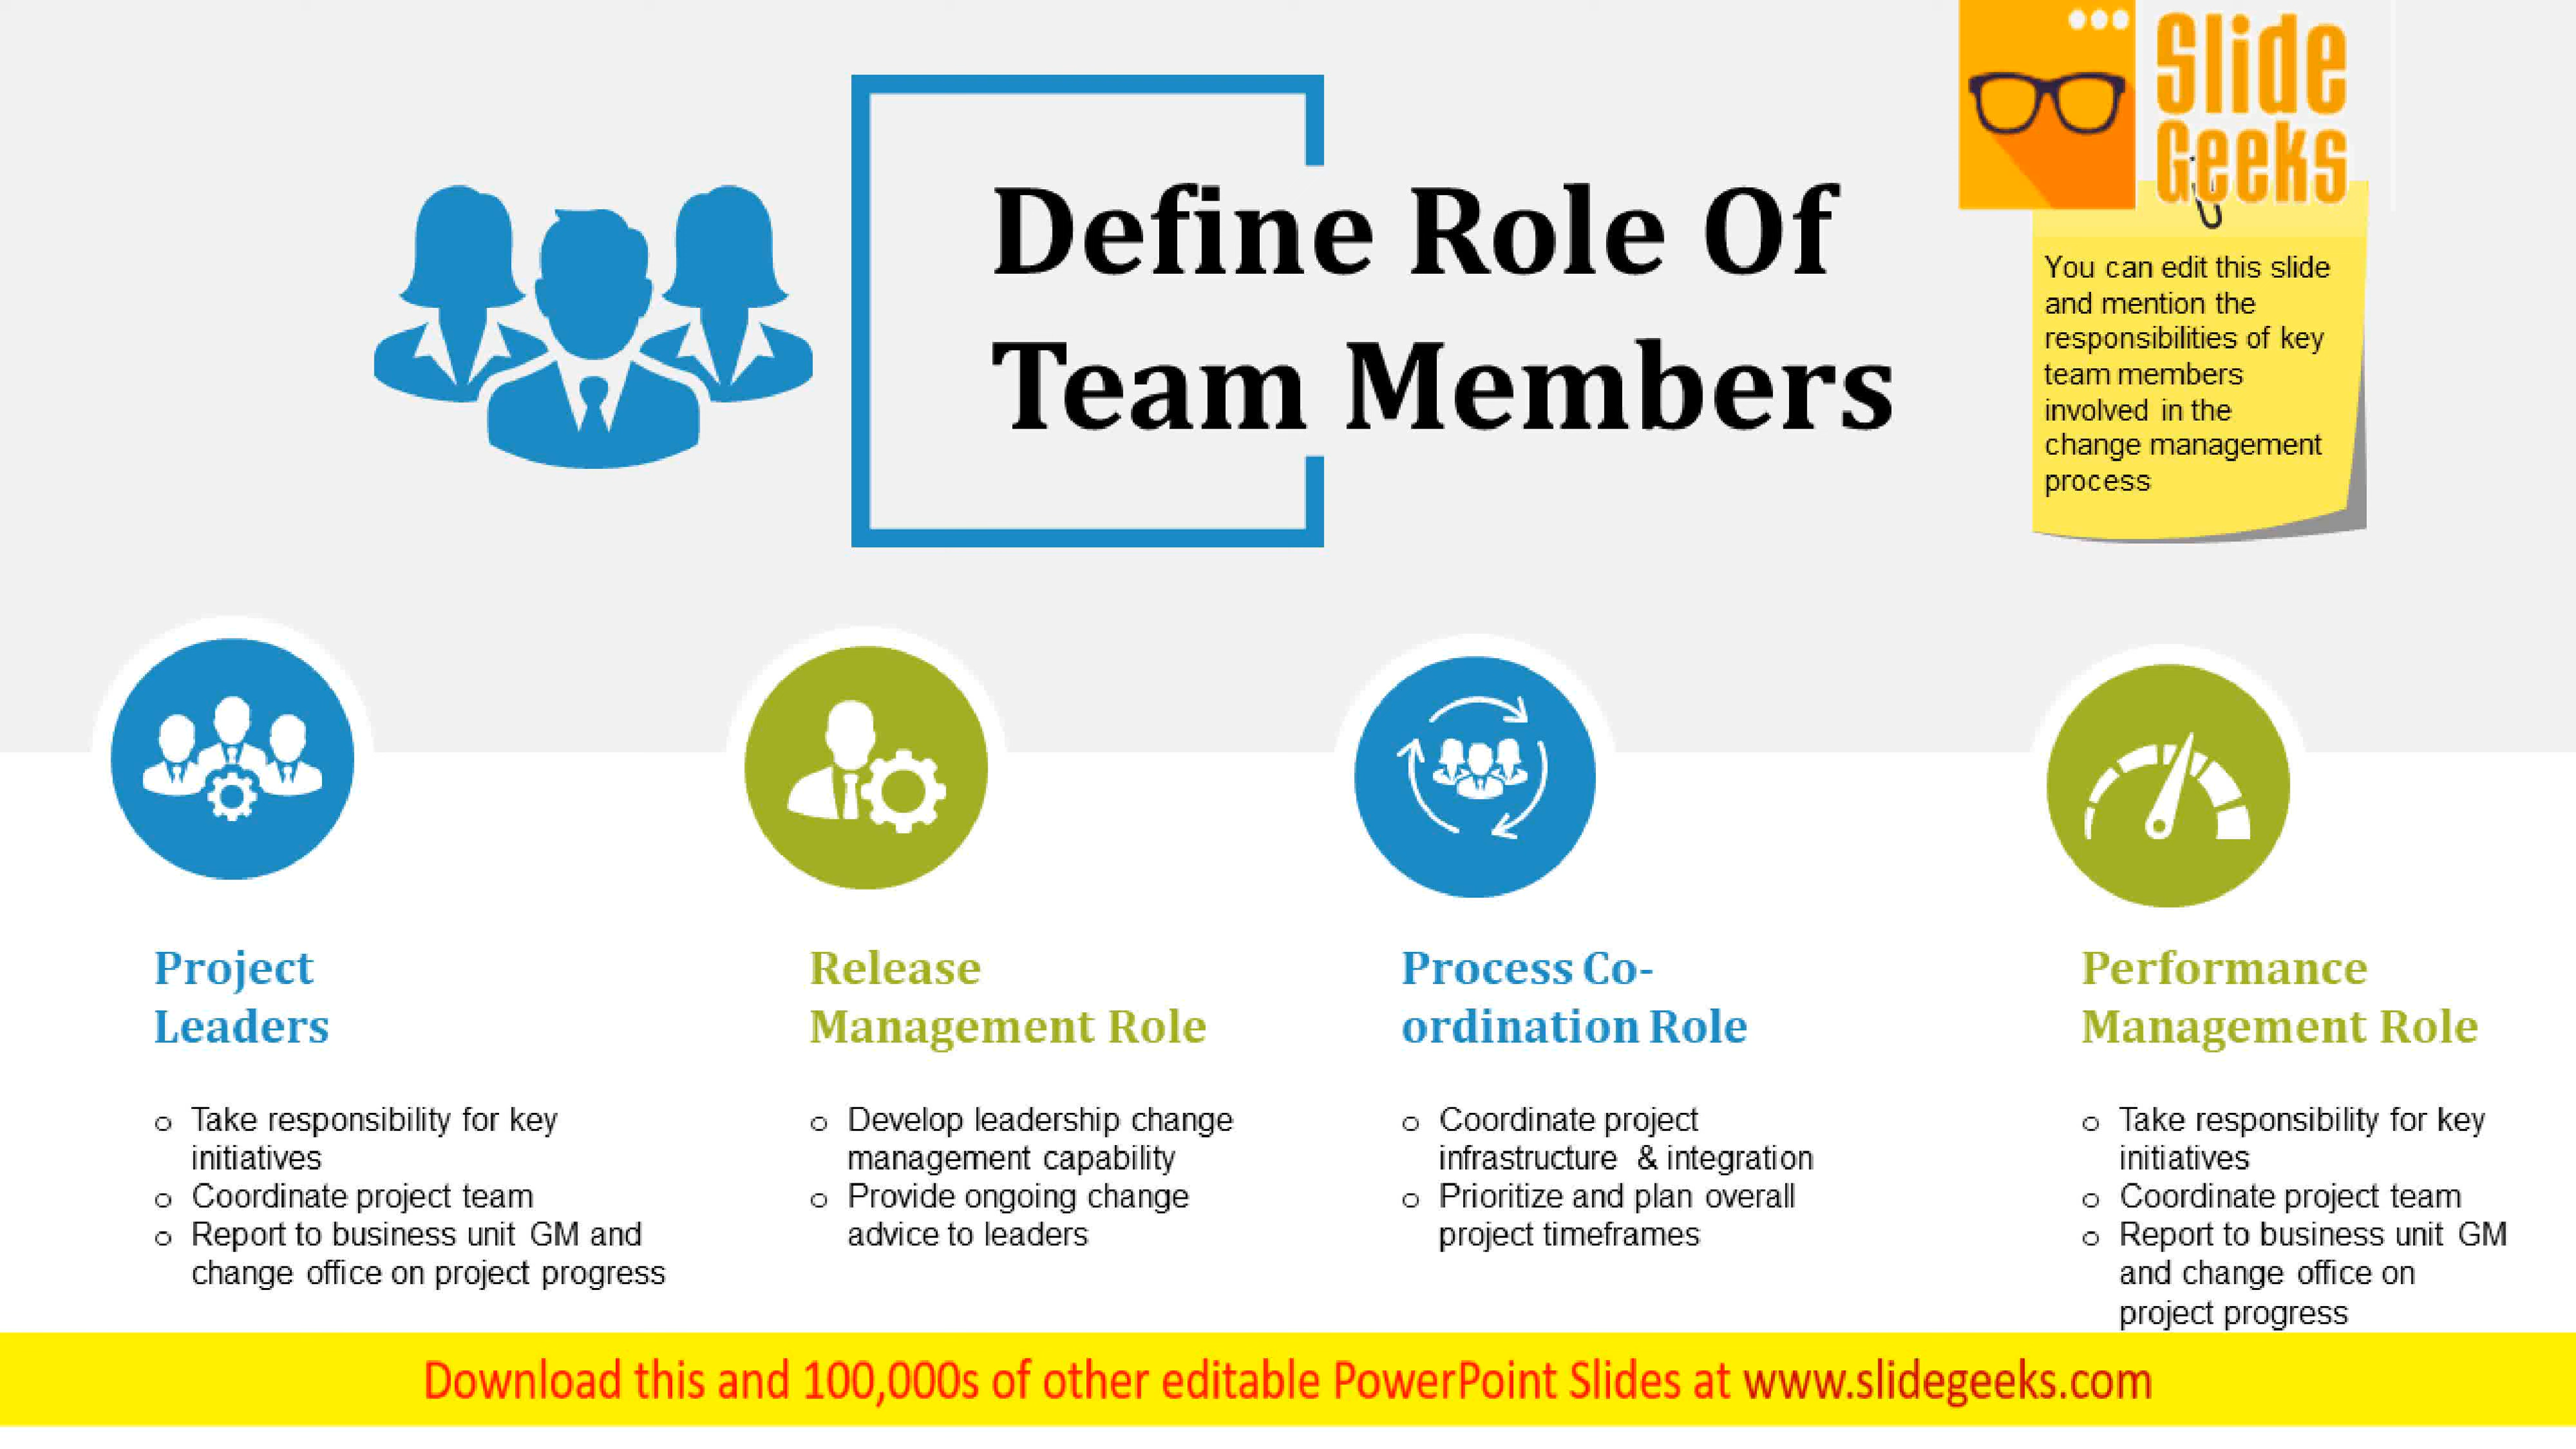 Slide
Geeks
Define Role Of
Team Members
You can edit this slide
and mention the
responsibilities of key
team members
involved in the
change management
process
Project
Leaders
o Take responsibility for key
initiatives
o Coordinate project team
o Report to business unit GM and
change office on project progress
Release
Management Role
o Develop leadership change
management capability
o Provide ongoing change
advice to leaders
Process Co-
ordination Role
o Coordinate project
infrastructure & integration
o Prioritize and plan overall
project timeframes
Performance
Management Role
o Take responsibility for key
initiatives
o Coordinate project team
o Report to business unit GM
and change office on
project progress
Download this and 100,000s of other editable PowerPoint Slides at www.slidegeeks.com